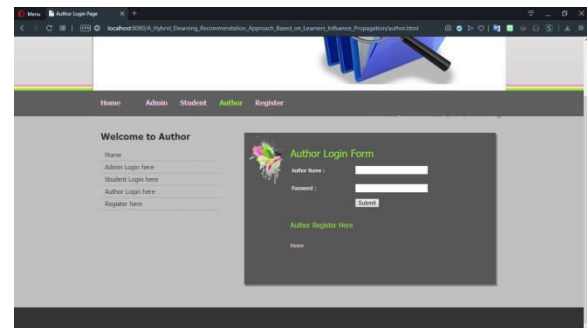 Menu Author Login Page
localhost:8080/A_Hybrid_Elearning_Recommendation_Approach_Based_on_Learners_Influence_Propagation/author.html
Home Admin Student Author Register
Welcome to Author
Home
Admin Login here
Student Login here
Author Login here
Register here
Author Login Form
Author Name :
Password :
Submit
Author Register Here
Home